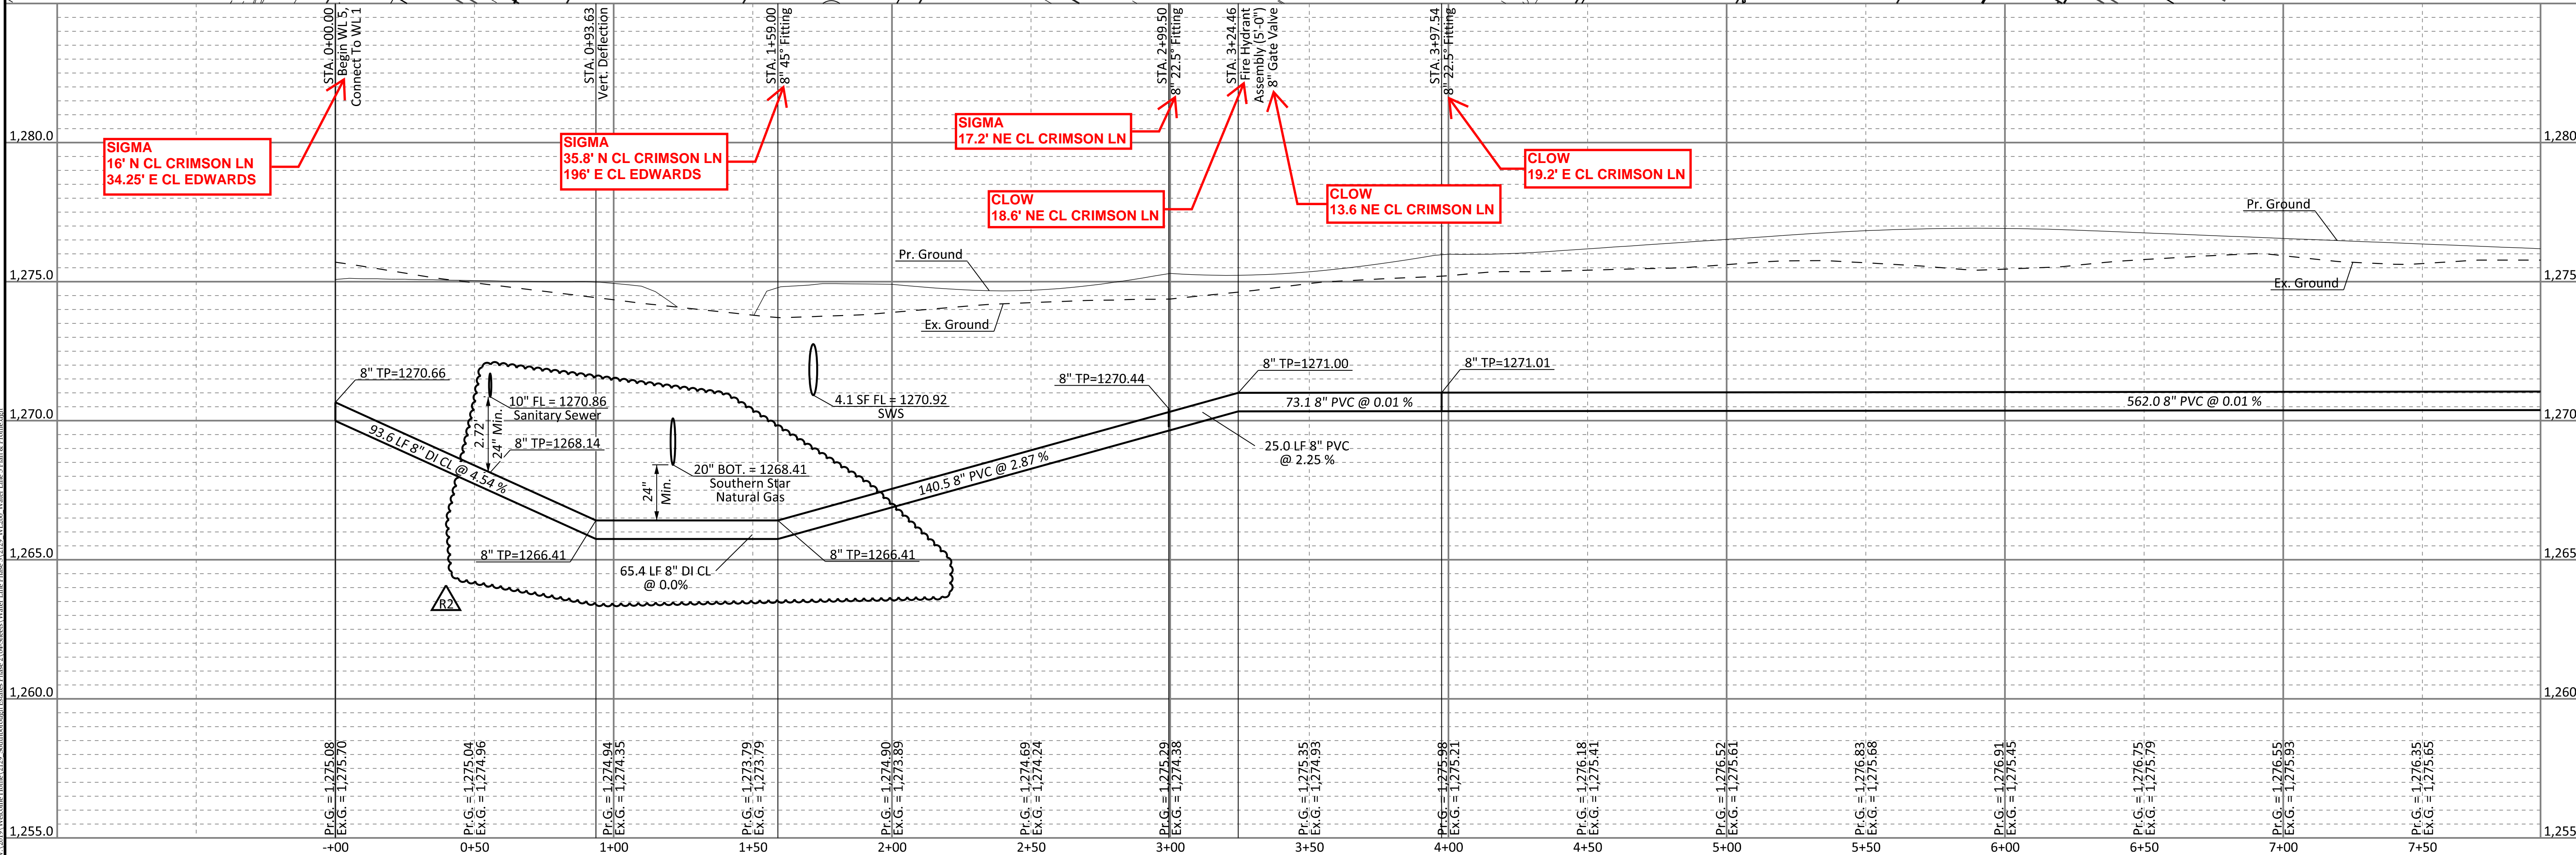 STA. 0+00.00
Begin WL 5,
Connect To WL 1
STA. 0+93.63
Vert. Deflection
STA. 1+59.00
8" 45° Fitting
STA. 2+99.50
8" 22.5° Fitting
STA. 3+24.46
Fire Hydrant
Assembly (5'-0")
8" Gate Valve
STA. 3+97.54
8" 22.5° Fitting
SIGMA
16' N CL CRIMSON LN
34.25' E CL EDWARDS
SIGMA
35.8' N CL CRIMSON LN
196' E CL EDWARDS
SIGMA
17.2' NE CL CRIMSON LN
CLOW
18.6' NE CL CRIMSON LN
CLOW
13.6 NE CL CRIMSON LN
CLOW
19.2' E CL CRIMSON LN
1,280.0
1,280
1,275.0
1,275
1,270.0
1,270
1,265.0
1,265
1,260.0
1,260
1,255.0
1,255
Pr. Ground
Ex. Ground
Pr. Ground
Ex. Ground
8" TP=1270.66
93.6 LF 8" DI CL @ 4.54 %
2.72'
24" Min.
10" FL = 1270.86
Sanitary Sewer
8" TP=1268.14
24"
Min.
20" BOT. = 1268.41
Southern Star
Natural Gas
4.1 SF FL = 1270.92
SWS
8" TP=1266.41
65.4 LF 8" DI CL
@ 0.0%
8" TP=1266.41
R2
140.5 8" PVC @ 2.87 %
8" TP=1270.44
8" TP=1271.00
25.0 LF 8" PVC
@ 2.25 %
73.1 8" PVC @ 0.01 %
8" TP=1271.01
562.0 8" PVC @ 0.01 %
Pr.G. = 1,275.08
Ex.G. = 1,275.70
Pr.G. = 1,275.04
Ex.G. = 1,274.96
Pr.G. = 1,274.94
Ex.G. = 1,274.35
Pr.G. = 1,273.79
Ex.G. = 1,273.79
Pr.G. = 1,274.90
Ex.G. = 1,273.89
Pr.G. = 1,274.69
Ex.G. = 1,274.24
Pr.G. = 1,275.29
Ex.G. = 1,274.38
Pr.G. = 1,275.35
Ex.G. = 1,274.93
Pr.G. = 1,275.98
Ex.G. = 1,275.21
Pr.G. = 1,276.18
Ex.G. = 1,275.41
Pr.G. = 1,276.52
Ex.G. = 1,275.61
Pr.G. = 1,276.83
Ex.G. = 1,275.68
Pr.G. = 1,276.91
Ex.G. = 1,275.45
Pr.G. = 1,276.75
Ex.G. = 1,275.79
Pr.G. = 1,276.55
Ex.G. = 1,275.93
Pr.G. = 1,276.35
Ex.G. = 1,275.65
-+00
0+50
1+00
1+50
2+00
2+50
3+00
3+50
4+00
4+50
5+00
5+50
6+00
6+50
7+00
7+50